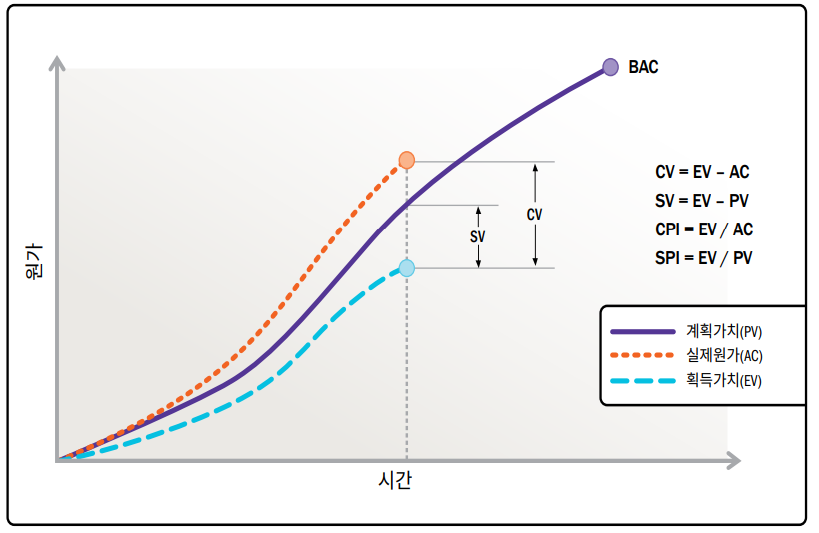 BAC
CV = EV – AC
SV = EV – PV
CPI = EV / AC
SPI = EV / PV
CV
SV
원가
계획가치(PV)
실제원가(AC)
획득가치(EV)
시간